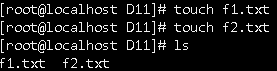 [root@localhost D11]# touch f1.txt
[root@localhost D11]# touch f2.txt
[root@localhost D11]# ls
f1.txt  f2.txt